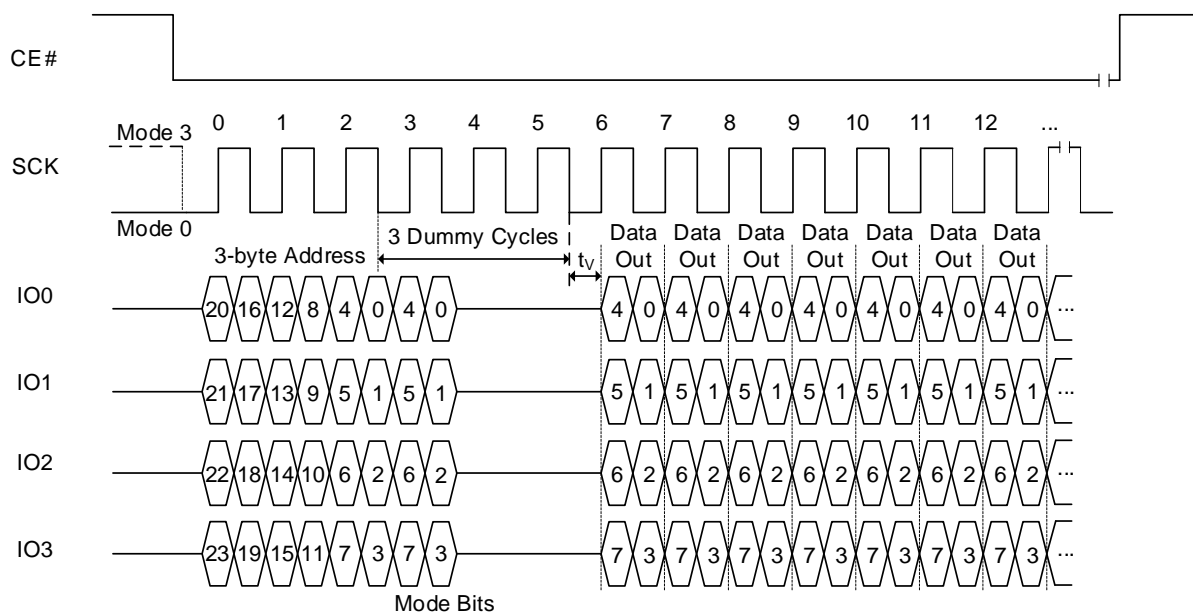 CE#
0 1 2 3 4 5 6 7 8 9 10 11 12 ...
Mode 3
SCK
Mode 0
3 Dummy Cycles
Data Data Data Data Data Data Data
3-byte Address
tV
Out Out Out Out Out Out Out
IO0
20 16 12 8 4 0 4 0 4 0 4 0 4 0 4 0 4 0 4 0 4 0 ...
IO1
21 17 13 9 5 1 5 1 5 1 5 1 5 1 5 1 5 1 5 1 5 1 ...
IO2
22 18 14 10 6 2 6 2 6 2 6 2 6 2 6 2 6 2 6 2 6 2 ...
IO3
23 19 15 11 7 3 7 3 7 3 7 3 7 3 7 3 7 3 7 3 7 3 ...
Mode Bits